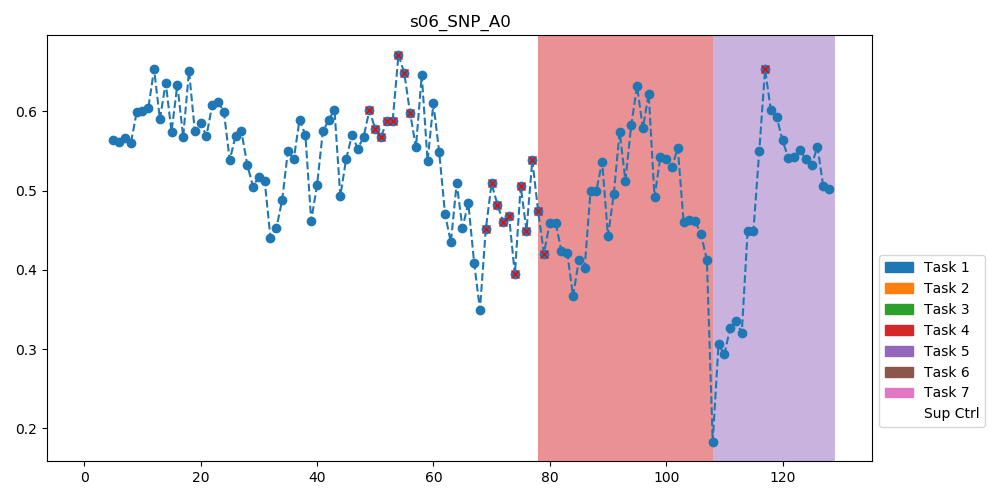 s06_SNP_A0
0.6
0.5
0.4
0.3
0.2
0 20 40 60 80 100 120
Task 1
Task 2
Task 3
Task 4
Task 5
Task 6
Task 7
Sup Ctrl